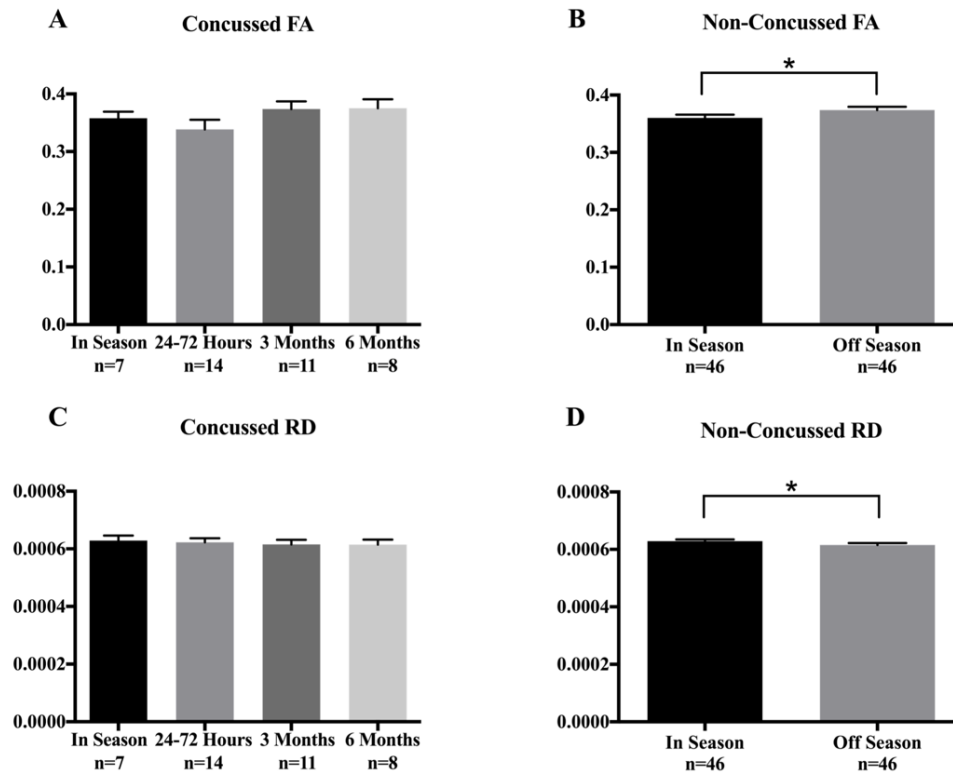 A
Concussed FA
0.4
0.3
0.2
0.1
0.0
In Season 24-72 Hours 3 Months 6 Months
n=7 n=14 n=11 n=8
B
Non-Concussed FA
*
0.4
0.3
0.2
0.1
0.0
In Season Off Season
n=46 n=46
C
Concussed RD
0.0008
0.0006
0.0004
0.0002
0.0000
In Season 24-72 Hours 3 Months 6 Months
n=7 n=14 n=11 n=8
D
Non-Concussed RD
*
0.0008
0.0006
0.0004
0.0002
0.0000
In Season Off Season
n=46 n=46